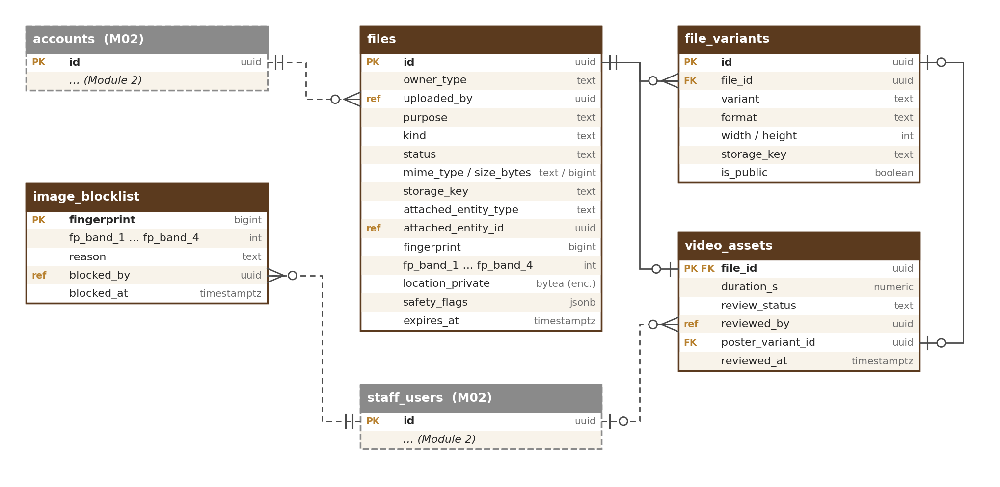 accounts (M02)
PK id uuid
... (Module 2)
image_blocklist
PK fingerprint bigint
fp_band_1 ... fp_band_4 int
reason text
ref blocked_by uuid
blocked_at timestamptz
files
PK id uuid
owner_type text
ref uploaded_by uuid
purpose text
kind text
status text
mime_type / size_bytes text / bigint
storage_key text
attached_entity_type text
ref attached_entity_id uuid
fingerprint bigint
fp_band_1 ... fp_band_4 int
location_private bytea (enc.)
safety_flags jsonb
expires_at timestamptz
staff_users (M02)
PK id uuid
... (Module 2)
file_variants
PK id uuid
FK file_id uuid
variant text
format text
width / height int
storage_key text
is_public boolean
video_assets
PK FK file_id uuid
duration_s numeric
review_status text
ref reviewed_by uuid
FK poster_variant_id uuid
reviewed_at timestamptz